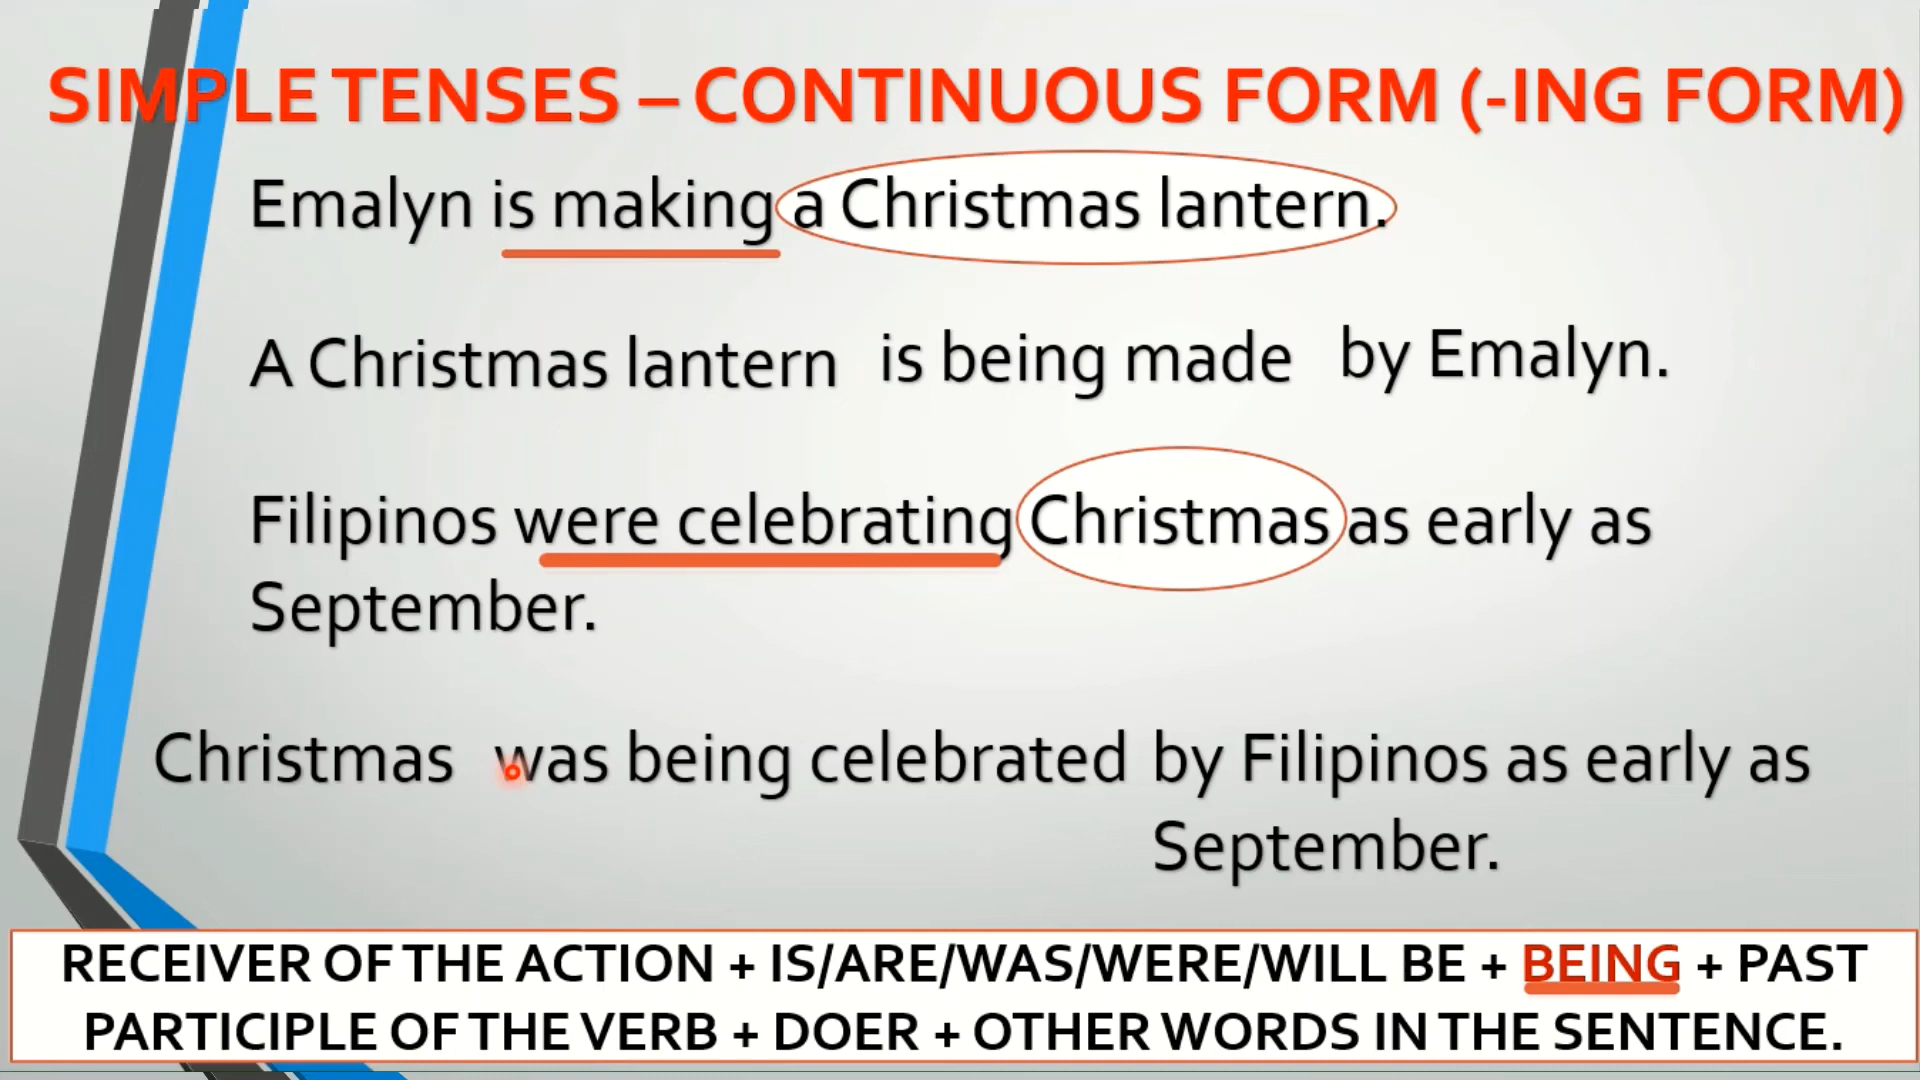 SIMPLE TENSES – CONTINUOUS FORM (-ING FORM)
Emalyn is making a Christmas lantern.
A Christmas lantern is being made by Emalyn.
Filipinos were celebrating Christmas as early as
September.
Christmas was being celebrated by Filipinos as early as
September.
RECEIVER OF THE ACTION + IS/ARE/WAS/WERE/WILL BE + BEING + PAST
PARTICIPLE OF THE VERB + DOER + OTHER WORDS IN THE SENTENCE.